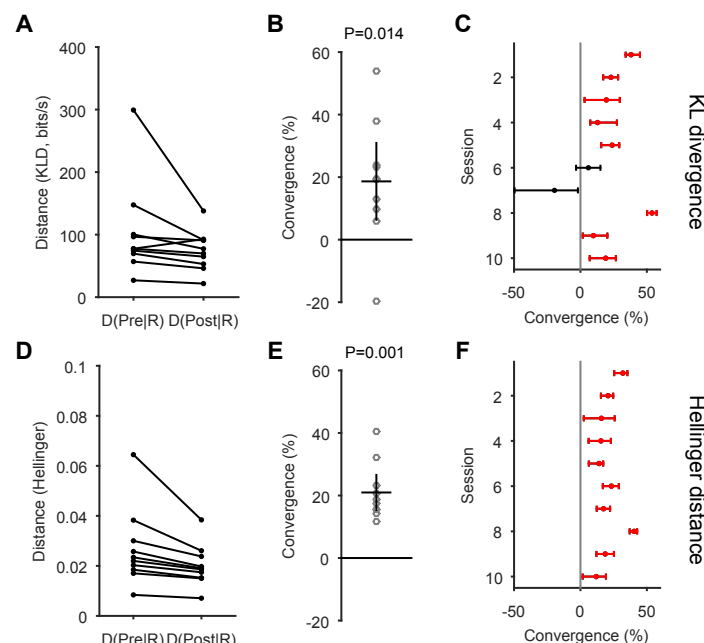 A
Distance (KLD, bits/s)
400
300
200
100
0
D(Pre|R) D(Post|R)
B
P=0.014
Convergence (%)
60
40
20
0
-20
C
Session
2
4
6
8
10
-50 0 50
Convergence (%)
KL divergence
D
Distance (Hellinger)
0.1
0.08
0.06
0.04
0.02
0
D(Pre|R) D(Post|R)
E
P=0.001
Convergence (%)
60
40
20
0
-20
F
Session
2
4
6
8
10
-50 0 50
Convergence (%)
Hellinger distance